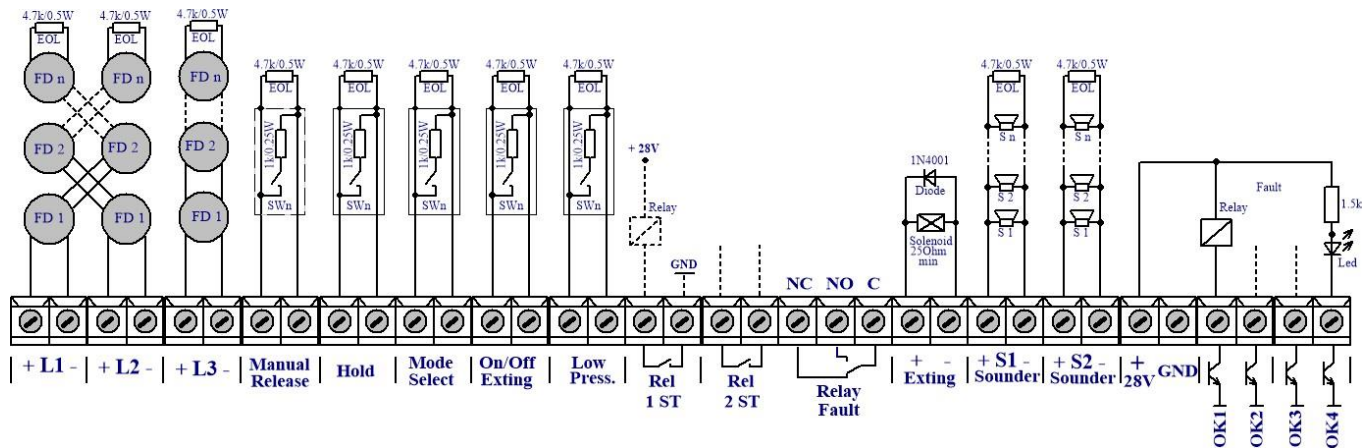 4.7k/0.5W 4.7k/0.5W 4.7k/0.5W
EOL EOL EOL
FD n FD n FD n
4.7k/0.5W 4.7k/0.5W 4.7k/0.5W 4.7k/0.5W 4.7k/0.5W 4.7k/0.5W 4.7k/0.5W
EOL EOL EOL EOL EOL EOL EOL
S n S n
FD 2 FD 2 FD 2
1k/0.25W 1k/0.25W 1k/0.25W 1k/0.25W 1k/0.25W
+ 28V
1N4001
Diode
S 2 S 2
Fault
SWn SWn SWn SWn SWn
Relay
Relay
1.5k
FD 1 FD 1 FD 1
S 1 S 1
Solenoid
25Ohm
min
GND
Led
NC NO C
+ L1 - + L2 - + L3 -
Manual
Release
Hold
Mode
Select
On/Off
Exting
Low
Press.
Rel
1 ST
Rel
2 ST
Relay
Fault
+ -
Exting
+ S1 -
Sounder
+ S2 -
Sounder
+
28V GND
OK1 OK2 OK3 OK4